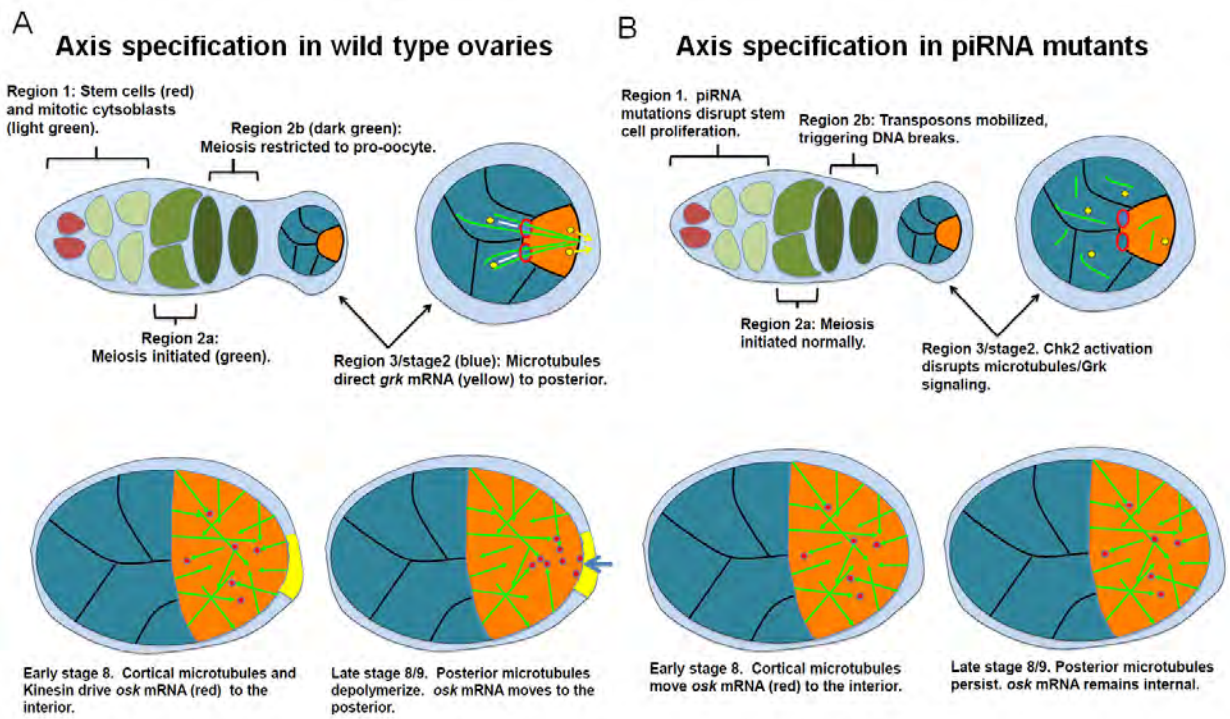 A
Axis specification in wild type ovaries
Region 1: Stem cells (red)
and mitotic cytsoblasts
(light green).
Region 2b (dark green):
Meiosis restricted to pro-oocyte.
Region 2a:
Meiosis initiated (green).
Region 3/stage2 (blue): Microtubules
direct grk mRNA (yellow) to posterior.
Early stage 8.  Cortical microtubules and
Kinesin drive osk mRNA (red)  to the
interior.
Late stage 8/9.  Posterior microtubules
depolymerize.  osk mRNA moves to the
posterior.
B
Axis specification in piRNA mutants
Region 1.  piRNA
mutations disrupt stem
cell proliferation.
Region 2b: Transposons mobilized,
triggering DNA breaks.
Region 2a: Meiosis
initiated normally.
Region 3/stage2. Chk2 activation
disrupts microtubules/Grk
signaling.
Early stage 8.  Cortical microtubules
move osk mRNA (red) to the interior.
Late stage 8/9. Posterior microtubules
persist. osk mRNA remains internal.